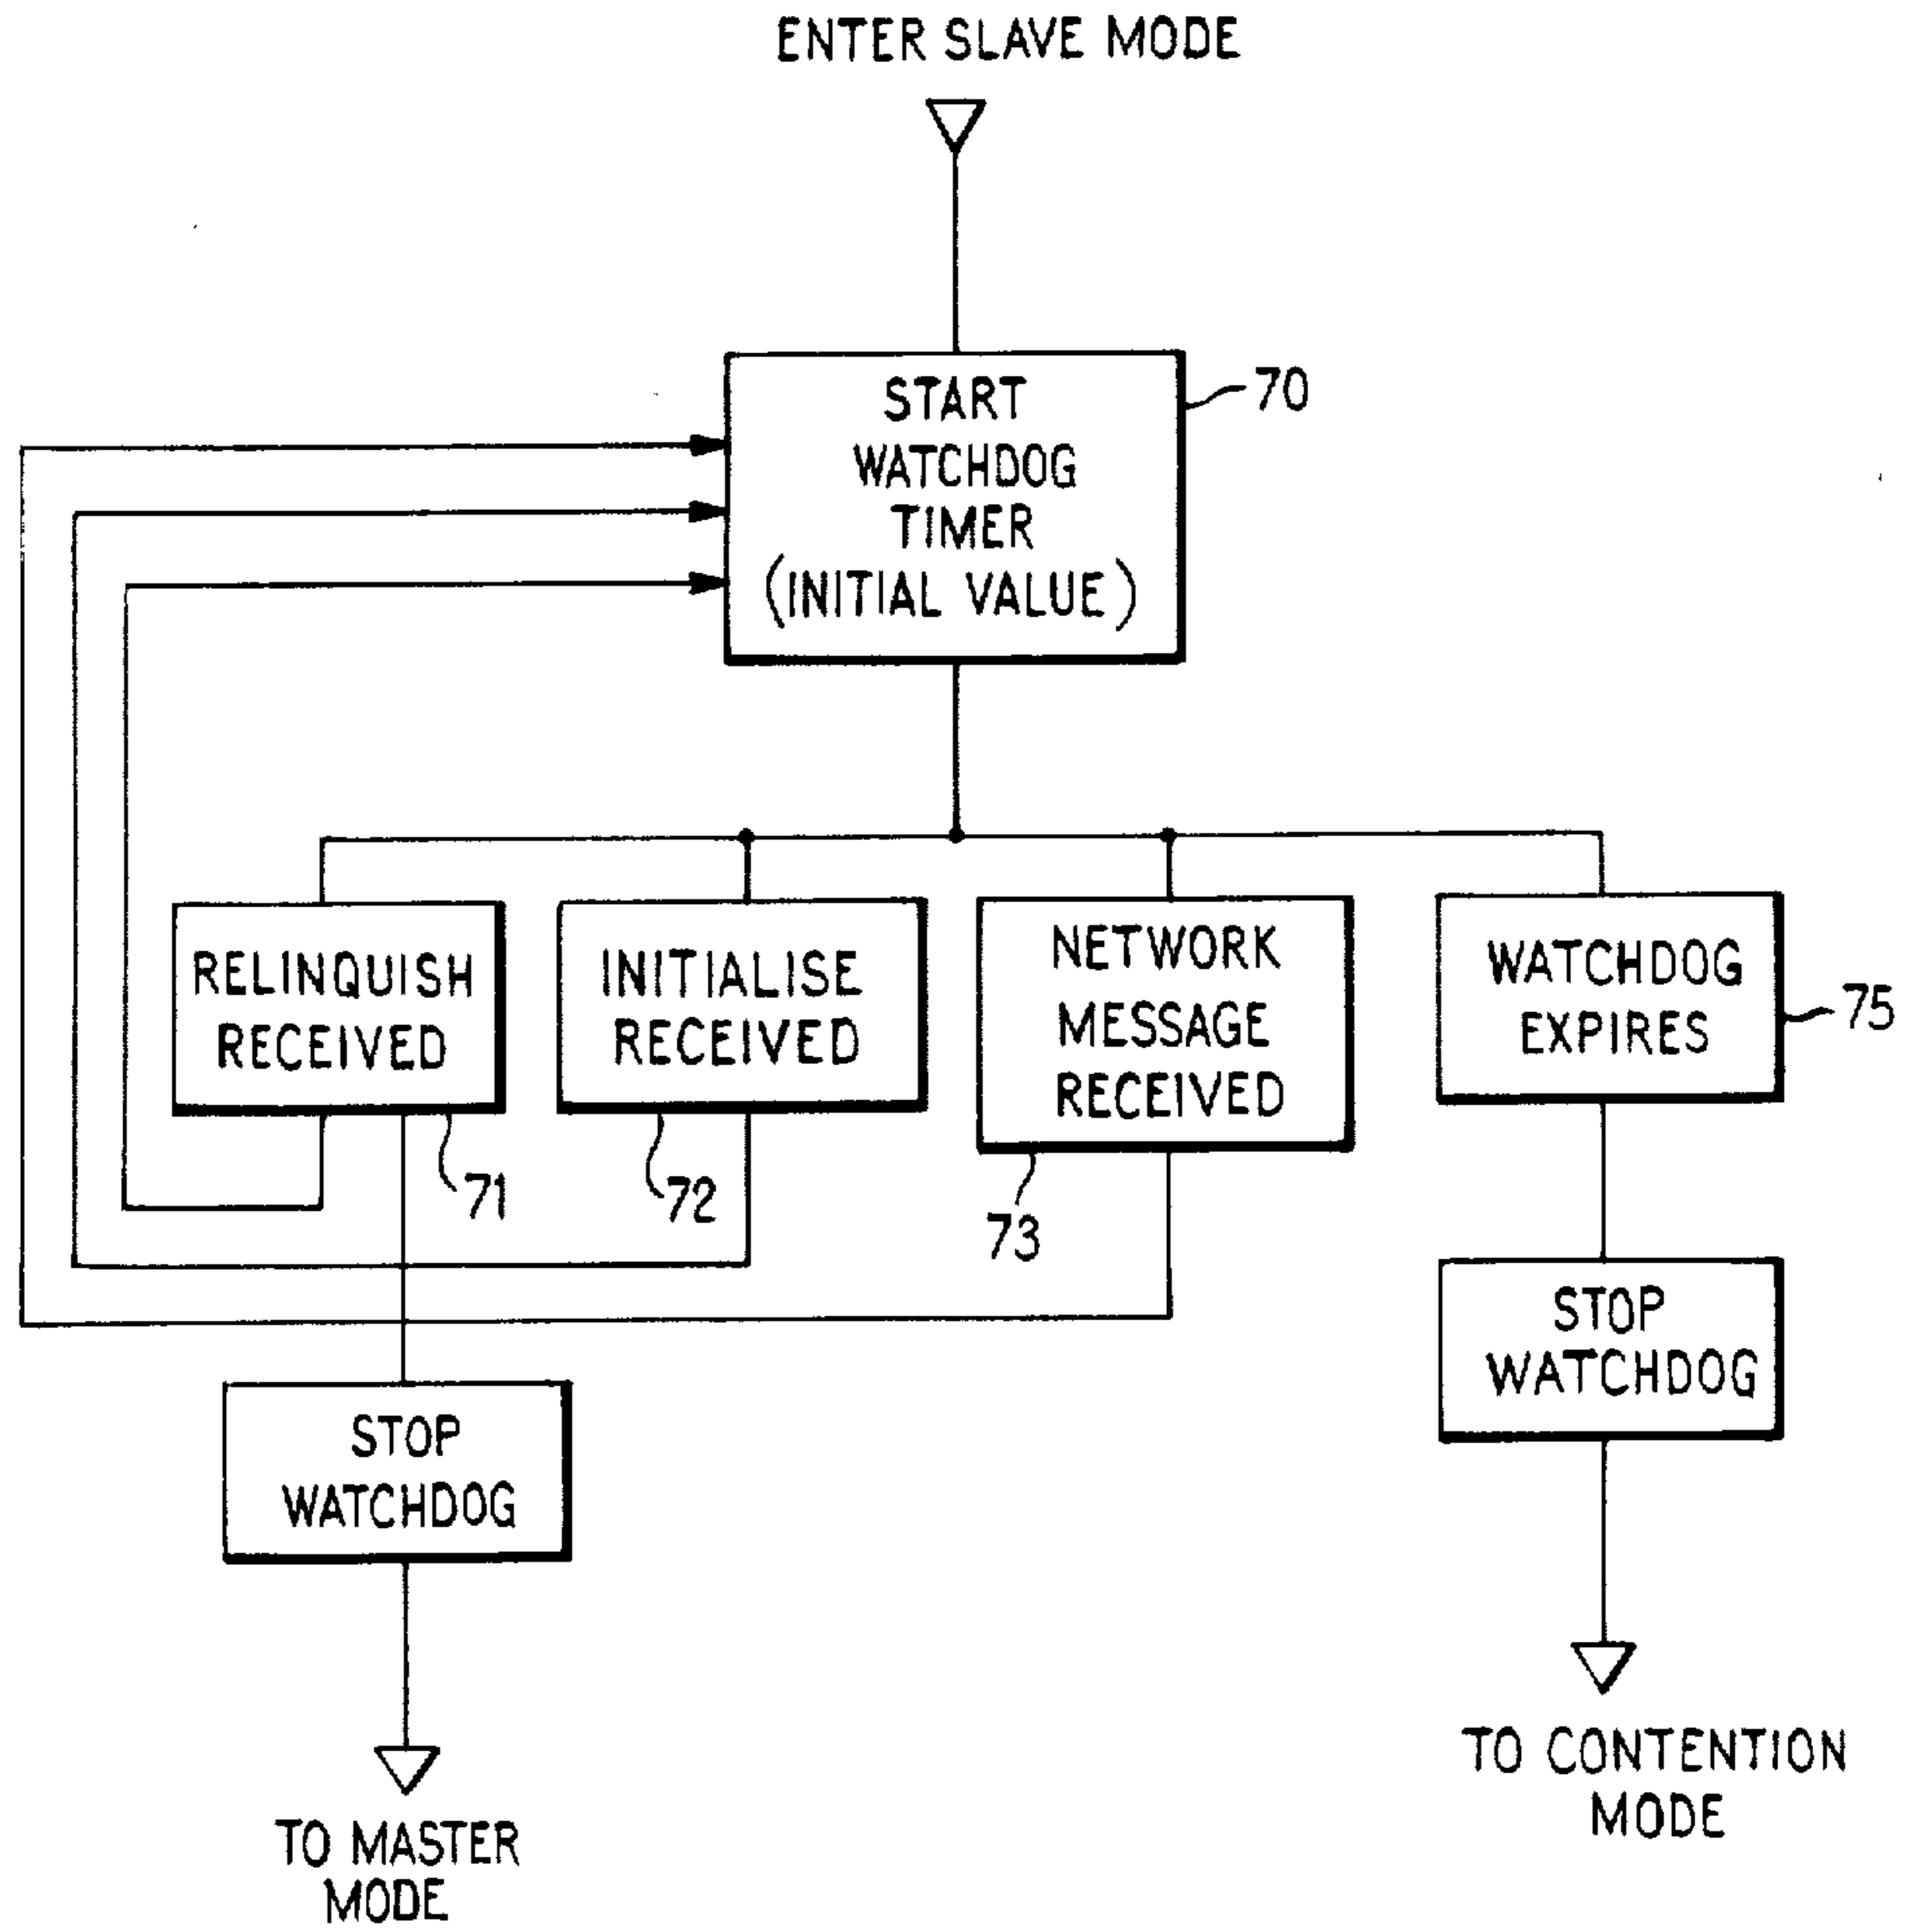 ENTER SLAVE MODE
START
WATCHDOG
TIMER
(INITIAL VALUE)
70
RELINQUISH
RECEIVED
71
INITIALISE
RECEIVED
72
NETWORK
MESSAGE
RECEIVED
73
WATCHDOG
EXPIRES
75
STOP
WATCHDOG
STOP
WATCHDOG
TO MASTER
MODE
TO CONTENTION
MODE